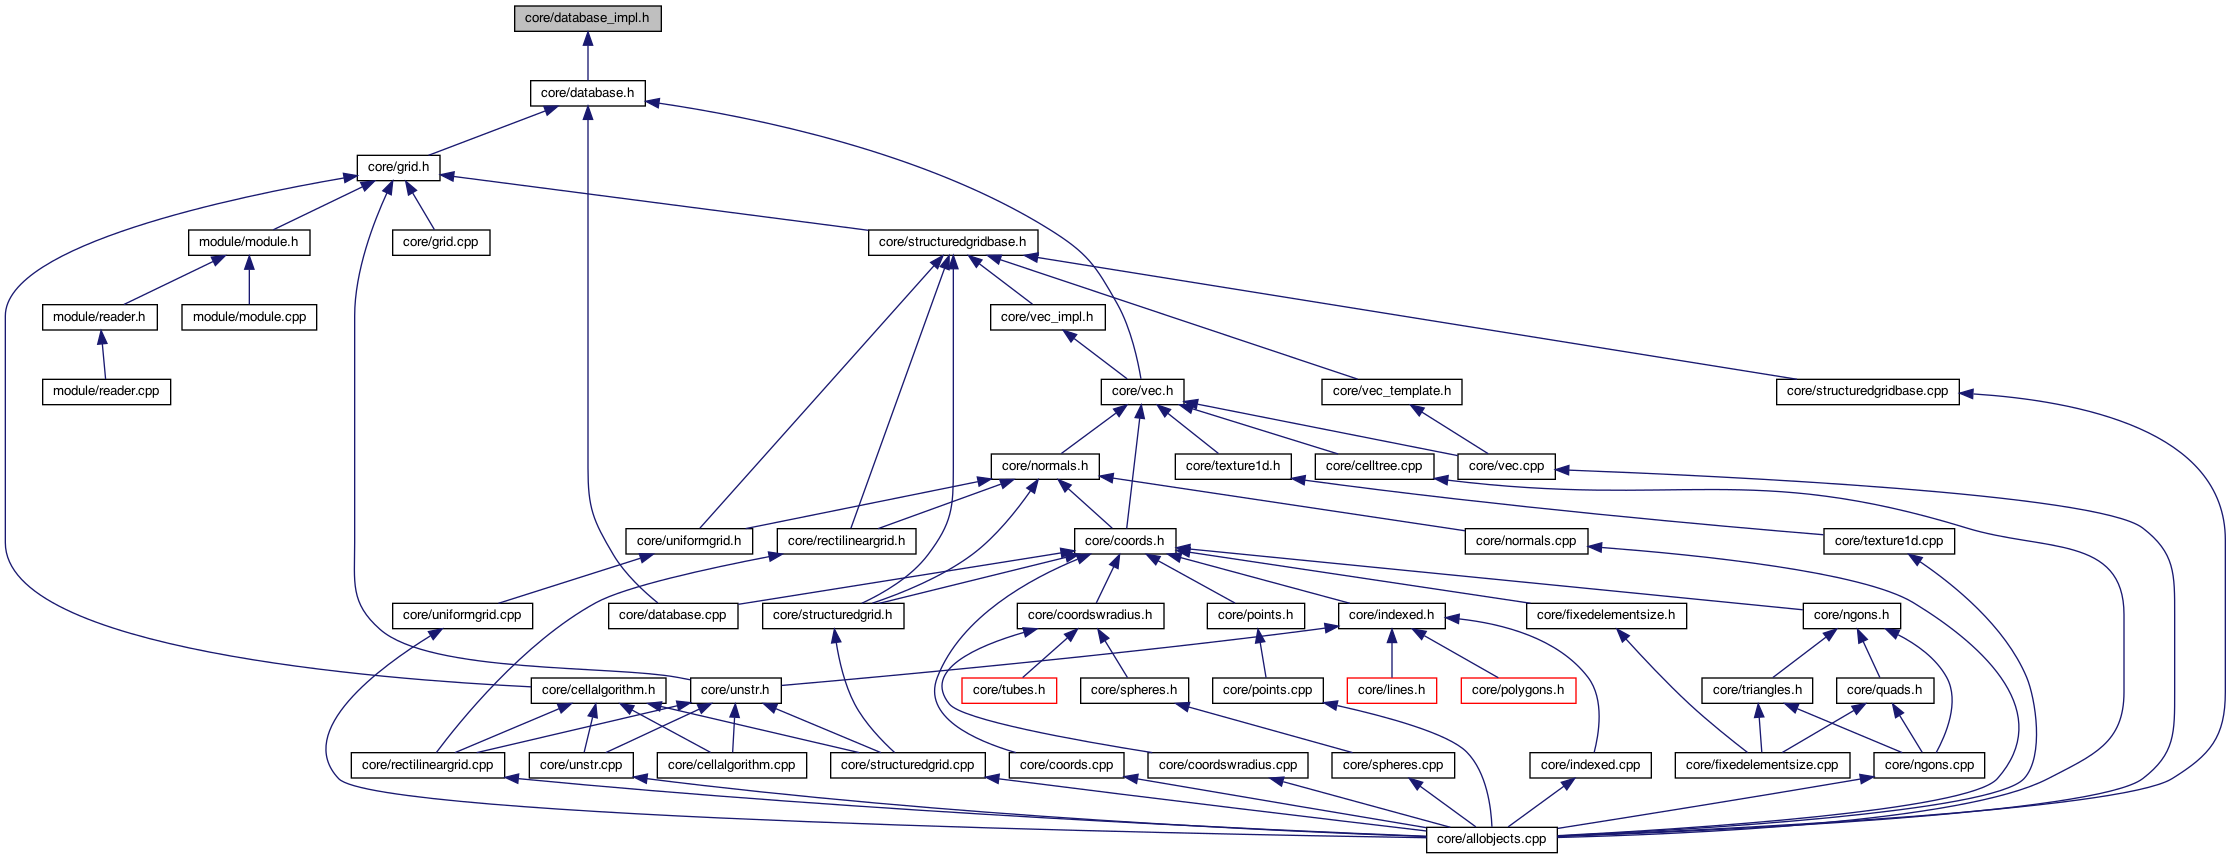 core/database_impl.h
core/database.h
core/grid.h
module/module.h
core/grid.cpp
core/structuredgridbase.h
module/reader.h
module/module.cpp
core/vec_impl.h
module/reader.cpp
core/vec.h
core/vec_template.h
core/structuredgridbase.cpp
core/normals.h
core/texture1d.h
core/celltree.cpp
core/vec.cpp
core/uniformgrid.h
core/rectilineargrid.h
core/coords.h
core/normals.cpp
core/texture1d.cpp
core/uniformgrid.cpp
core/database.cpp
core/structuredgrid.h
core/coordswradius.h
core/points.h
core/indexed.h
core/fixedelementsize.h
core/ngons.h
core/cellalgorithm.h
core/unstr.h
core/tubes.h
core/spheres.h
core/points.cpp
core/lines.h
core/polygons.h
core/triangles.h
core/quads.h
core/rectilineargrid.cpp
core/unstr.cpp
core/cellalgorithm.cpp
core/structuredgrid.cpp
core/coords.cpp
core/coordswradius.cpp
core/spheres.cpp
core/indexed.cpp
core/fixedelementsize.cpp
core/ngons.cpp
core/allobjects.cpp